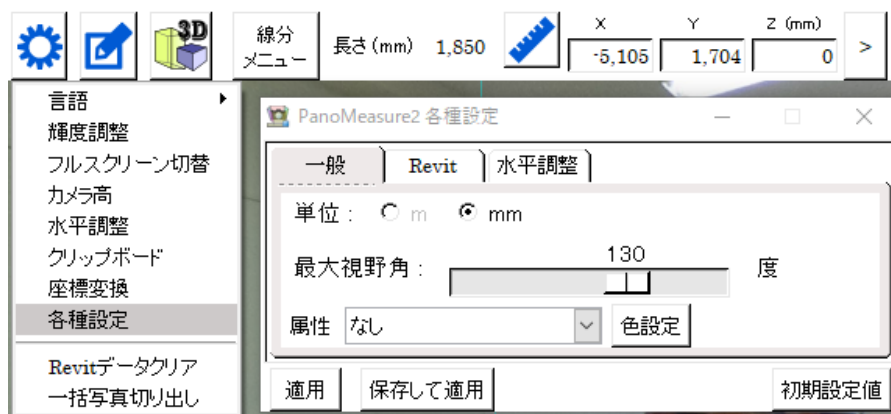 3D
線分
メニュー
長さ(mm) 1,850
X Y Z (mm)
-5,105 1,704 0 >
言語
輝度調整
フルスクリーン切替
カメラ高
水平調整
クリップボード
座標変換
各種設定
Revitデータクリア
一括写真切り出し
PanoMeasure2 各種設定
一般 Revit 水平調整
単位: m mm
130
最大視野角: 度
属性 なし 色設定
適用 保存して適用 初期設定値